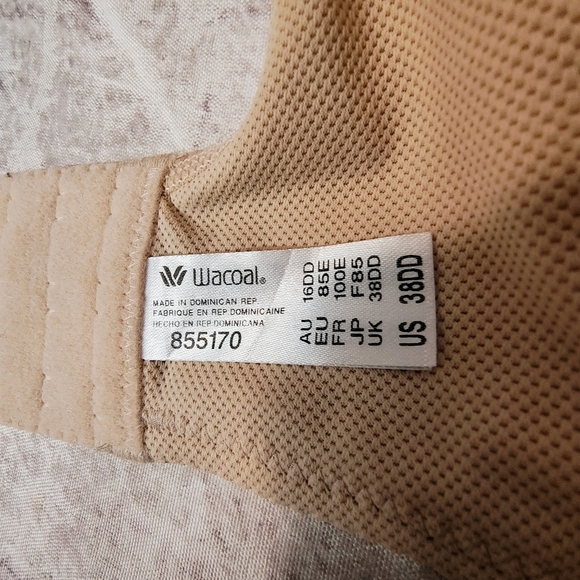 Wacoal®
MADE IN DOMINICAN REP.
FABRIQUE EN REP. DOMINICAINE
HECHO EN REP. DOMINICANA
855170
AU 16DD
EU 85E
FR 100E
JP F85
UK 38DD
US 38DD